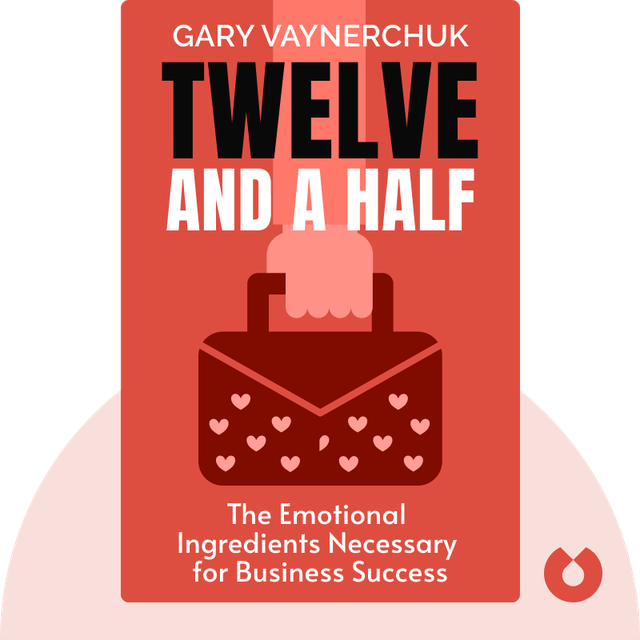 GARY VAYNERCHUK
TWELVE
AND A HALF
The Emotional
Ingredients Necessary
for Business Success